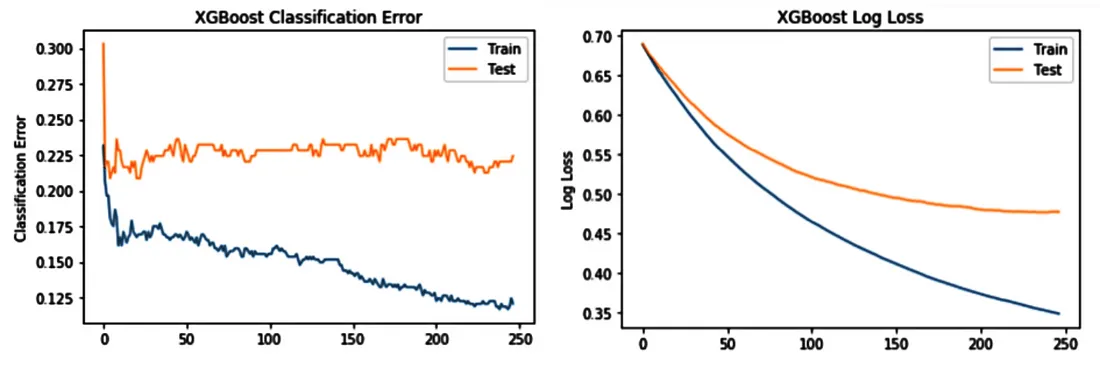 XGBoost Classification Error
Train
Test
Classification Error
0.300
0.275
0.250
0.225
0.200
0.175
0.150
0.125
0 50 100 150 200 250
XGBoost Log Loss
Train
Test
Log Loss
0.70
0.65
0.60
0.55
0.50
0.45
0.40
0.35
0 50 100 150 200 250